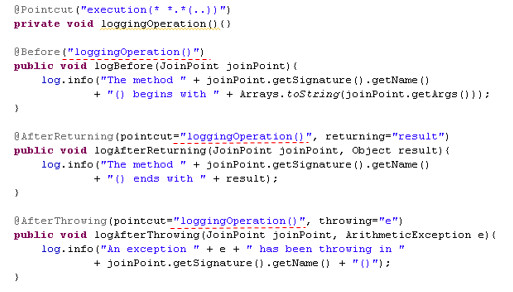 @Pointcut("execution(* *.*(..))")
private void loggingOperation()()
@Before("loggingOperation()")
public void logBefore(JoinPoint joinPoint){
log.info("The method " + joinPoint.getSignature().getName()
+ "() begins with " + Arrays.toString(joinPoint.getArgs()));
}
@AfterReturning(pointcut="loggingOperation()", returning="result")
public void logAfterReturning(JoinPoint joinPoint, Object result){
log.info("The method " + joinPoint.getSignature().getName()
+ "() ends with " + result);
}
@AfterThrowing(pointcut="loggingOperation()", throwing="e")
public void logAfterThrowing(JoinPoint joinPoint, ArithmeticException e){
log.info("An exception " + e + " has been throwing in "
+ joinPoint.getSignature().getName() + "()");
}